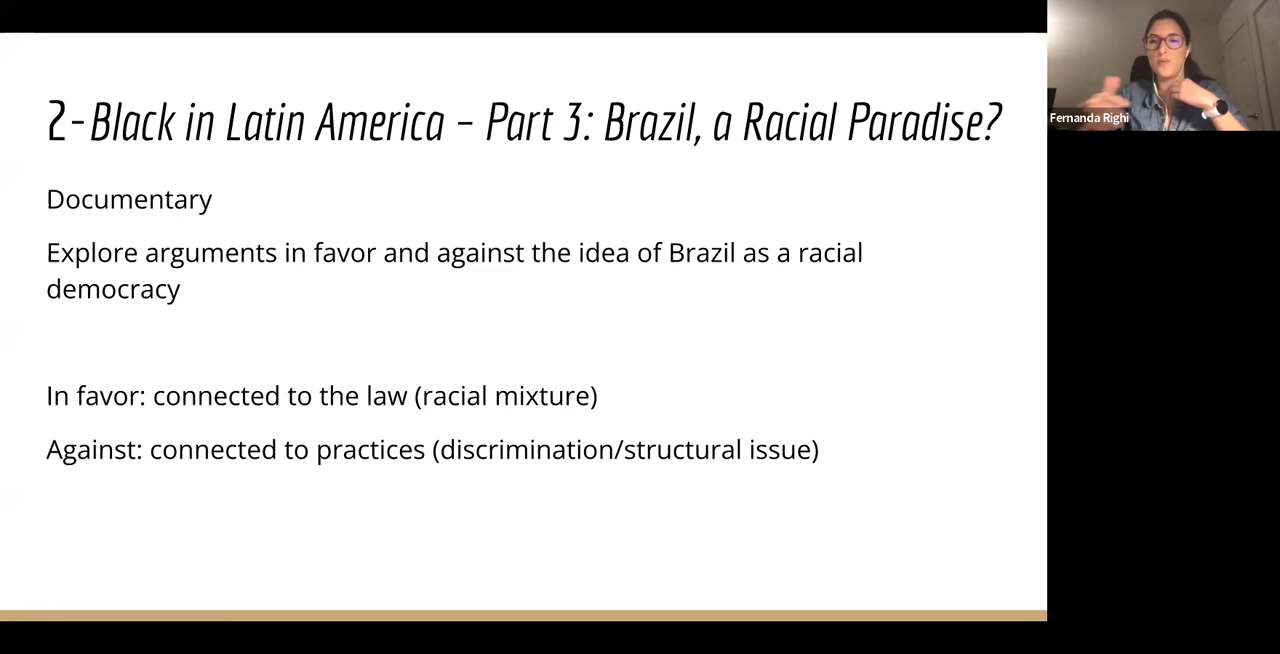 2-Black in Latin America – Part 3: Brazil, a Racial Paradise?
Documentary
Explore arguments in favor and against the idea of Brazil as a racial
democracy
In favor: connected to the law (racial mixture)
Against: connected to practices (discrimination/structural issue)
Fernanda Righi